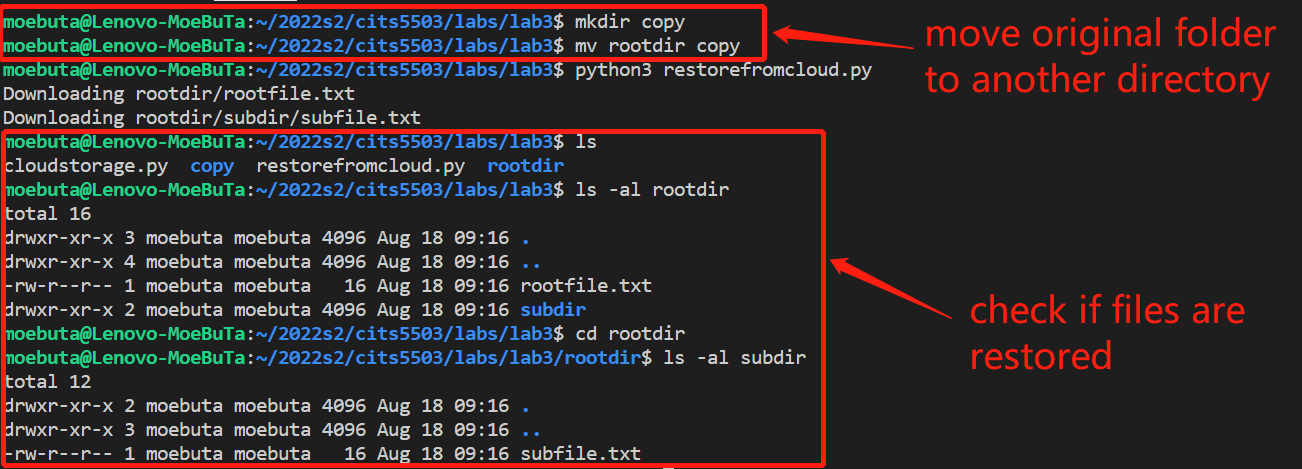 moebuta@Lenovo-MoeBuTa:~/2022s2/cits5503/labs/lab3$ mkdir copy
moebuta@Lenovo-MoeBuTa:~/2022s2/cits5503/labs/lab3$ mv rootdir copy
moebuta@Lenovo-MoeBuTa:~/2022s2/cits5503/labs/lab3$ python3 restorefromcloud.py
Downloading rootdir/rootfile.txt
Downloading rootdir/subdir/subfile.txt
moebuta@Lenovo-MoeBuTa:~/2022s2/cits5503/labs/lab3$ ls
cloudstorage.py  copy  restorefromcloud.py  rootdir
moebuta@Lenovo-MoeBuTa:~/2022s2/cits5503/labs/lab3$ ls -al rootdir
total 16
drwxr-xr-x 3 moebuta moebuta 4096 Aug 18 09:16 .
drwxr-xr-x 4 moebuta moebuta 4096 Aug 18 09:16 ..
-rw-r--r-- 1 moebuta moebuta   16 Aug 18 09:16 rootfile.txt
drwxr-xr-x 2 moebuta moebuta 4096 Aug 18 09:16 subdir
moebuta@Lenovo-MoeBuTa:~/2022s2/cits5503/labs/lab3$ cd rootdir
moebuta@Lenovo-MoeBuTa:~/2022s2/cits5503/labs/lab3/rootdir$ ls -al subdir
total 12
drwxr-xr-x 2 moebuta moebuta 4096 Aug 18 09:16 .
drwxr-xr-x 3 moebuta moebuta 4096 Aug 18 09:16 ..
-rw-r--r-- 1 moebuta moebuta   16 Aug 18 09:16 subfile.txt
move original folder
to another directory
check if files are
restored